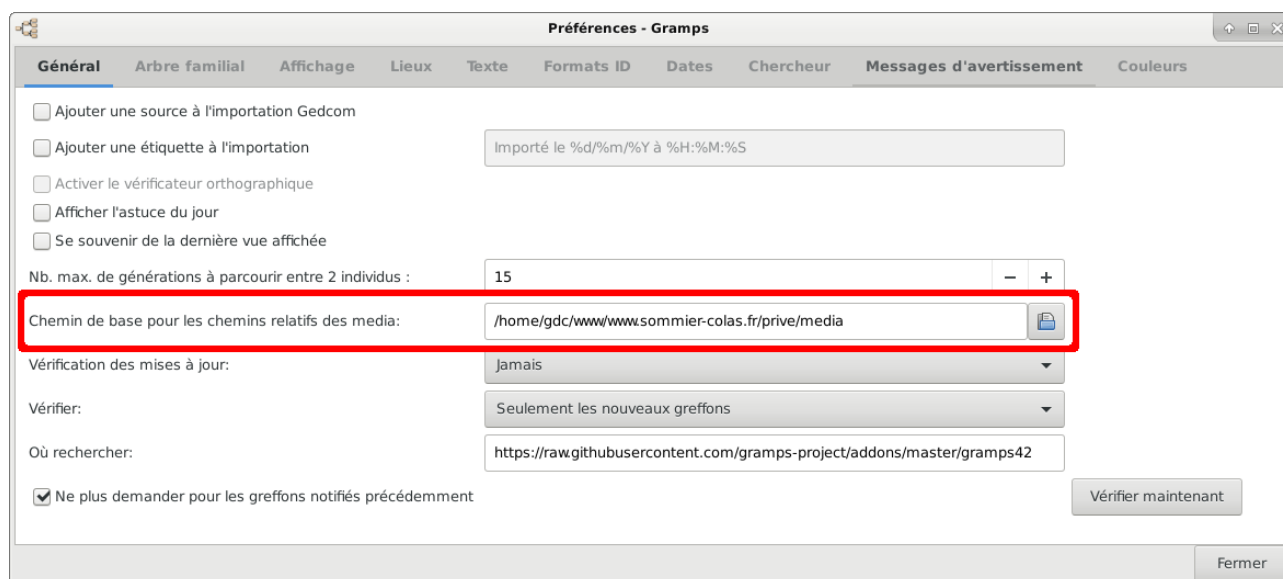 Préférences - Gramps
Général Arbre familial Affichage Lieux Texte Formats ID Dates Chercheur Messages d'avertissement Couleurs
Ajouter une source à l'importation Gedcom
Ajouter une étiquette à l'importation Importé le %d/%m/%Y à %H:%M:%S
Activer le vérificateur orthographique
Afficher l'astuce du jour
Se souvenir de la dernière vue affichée
Nb. max. de générations à parcourir entre 2 individus : 15 − +
Chemin de base pour les chemins relatifs des media: /home/gdc/www/www.sommier-colas.fr/prive/media
Vérification des mises à jour: Jamais
Vérifier: Seulement les nouveaux greffons
Où rechercher: https://raw.githubusercontent.com/gramps-project/addons/master/gramps42
Ne plus demander pour les greffons notifiés précédemment Vérifier maintenant
Fermer